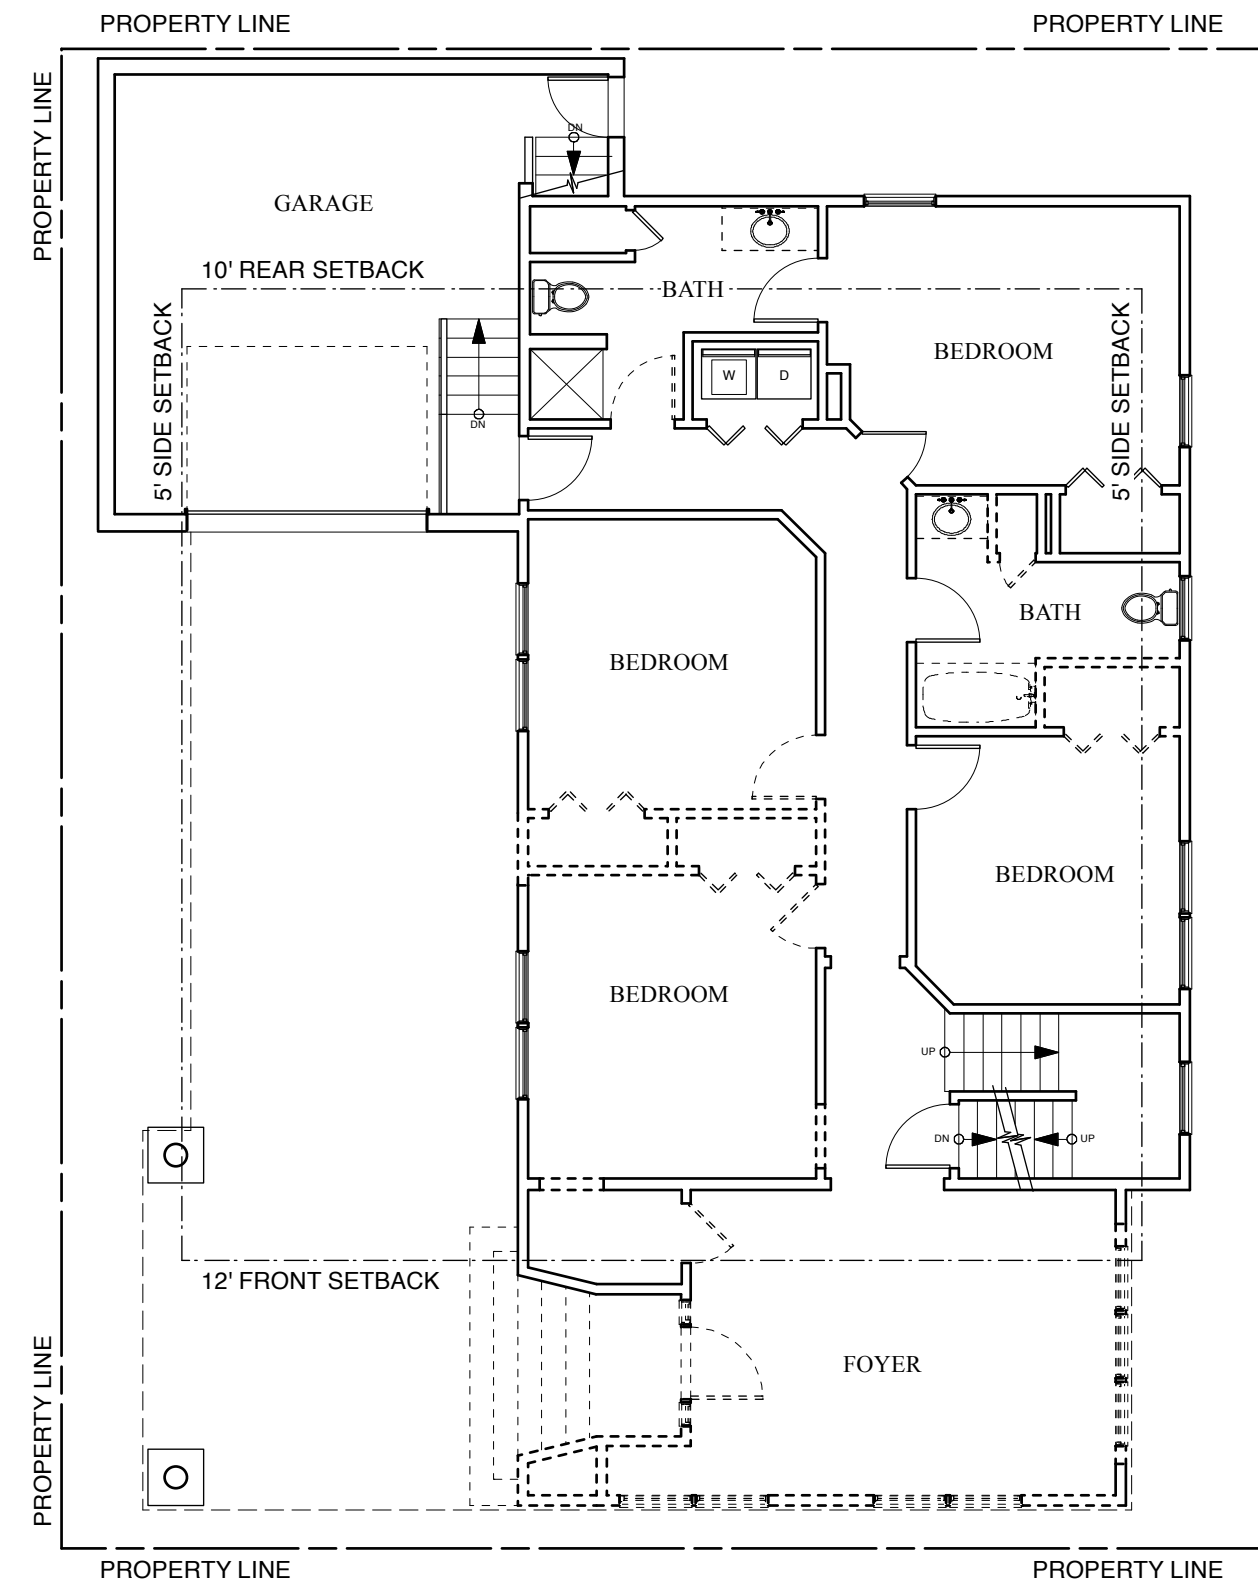 PROPERTY LINE
PROPERTY LINE
PROPERTY LINE
DN
GARAGE
10' REAR SETBACK
BATH
5' SIDE SETBACK
5' SIDE SETBACK
BEDROOM
W
D
DN
BATH
BEDROOM
BEDROOM
BEDROOM
UP
DN
UP
12' FRONT SETBACK
PROPERTY LINE
FOYER
PROPERTY LINE
PROPERTY LINE